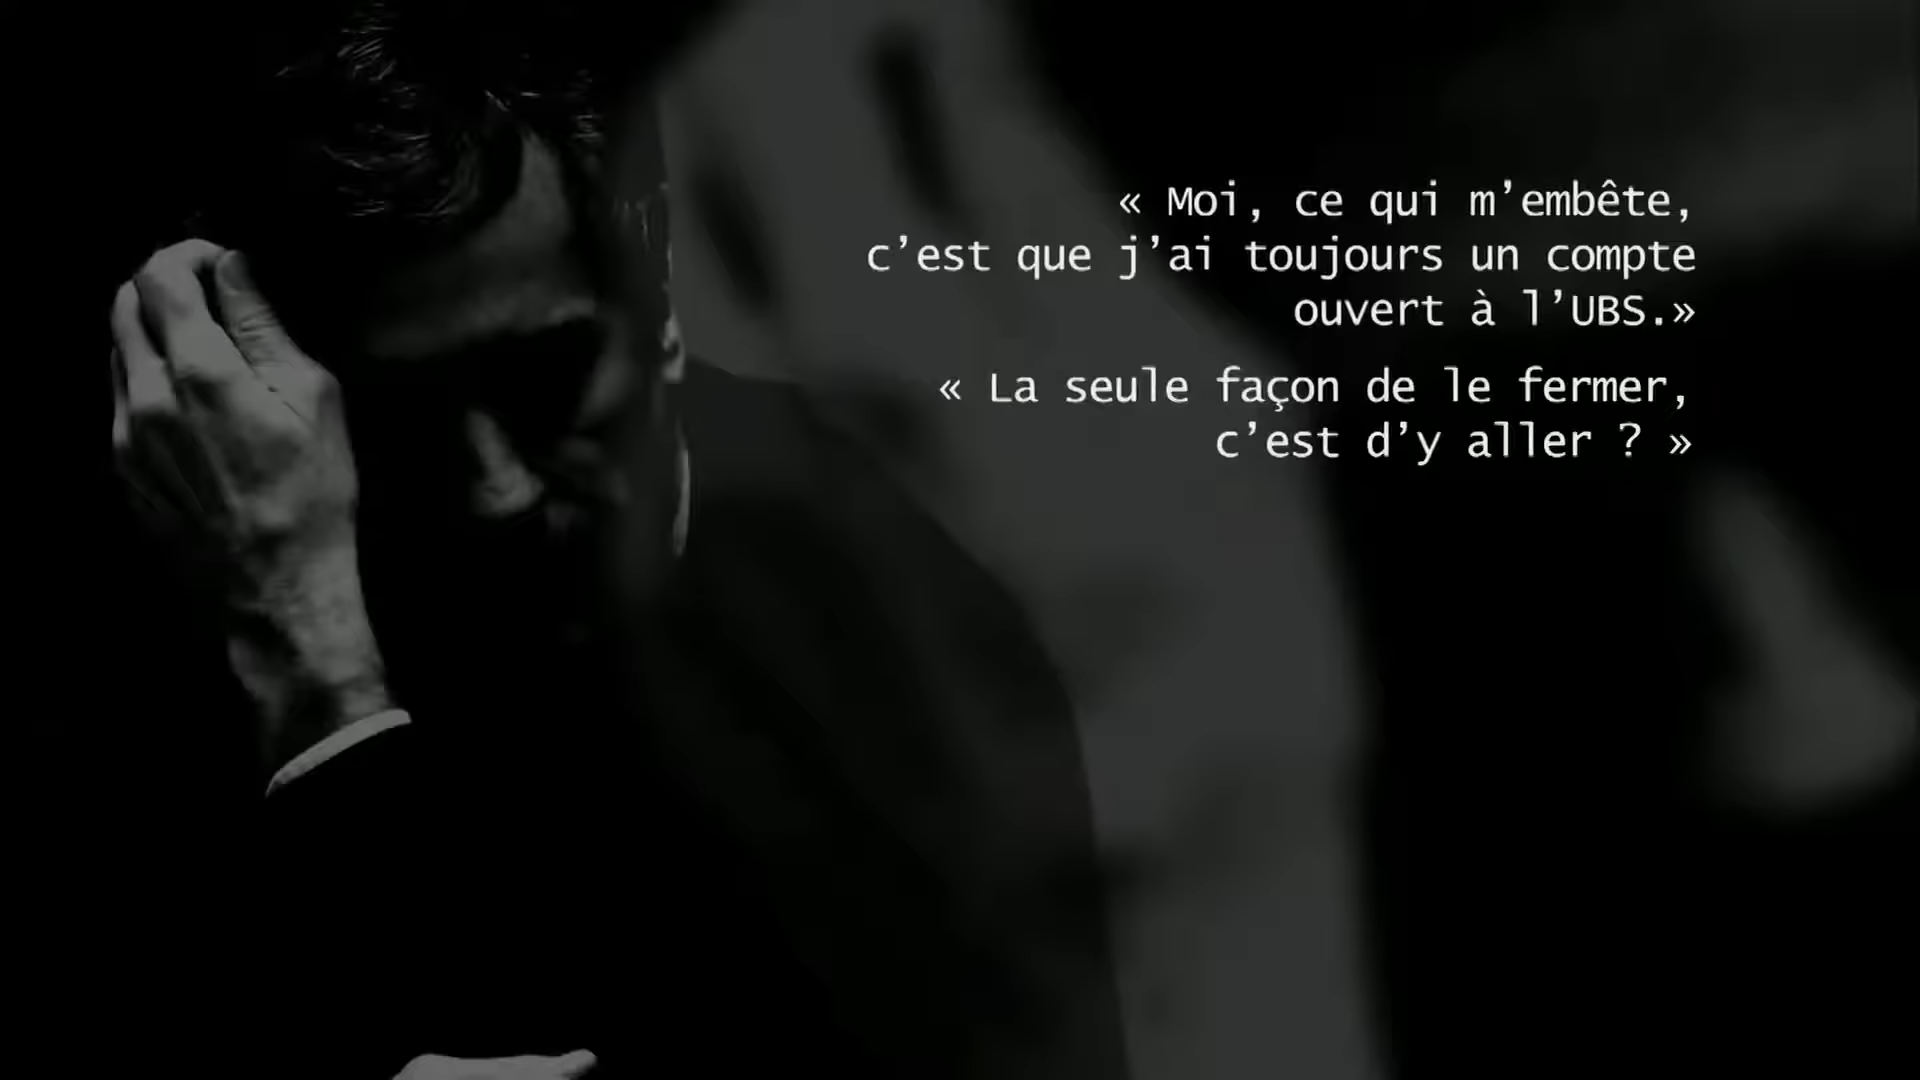 « Moi, ce qui m’embête,
c’est que j’ai toujours un compte
ouvert à l’UBS.»
« La seule façon de le fermer,
c’est d’y aller ? »